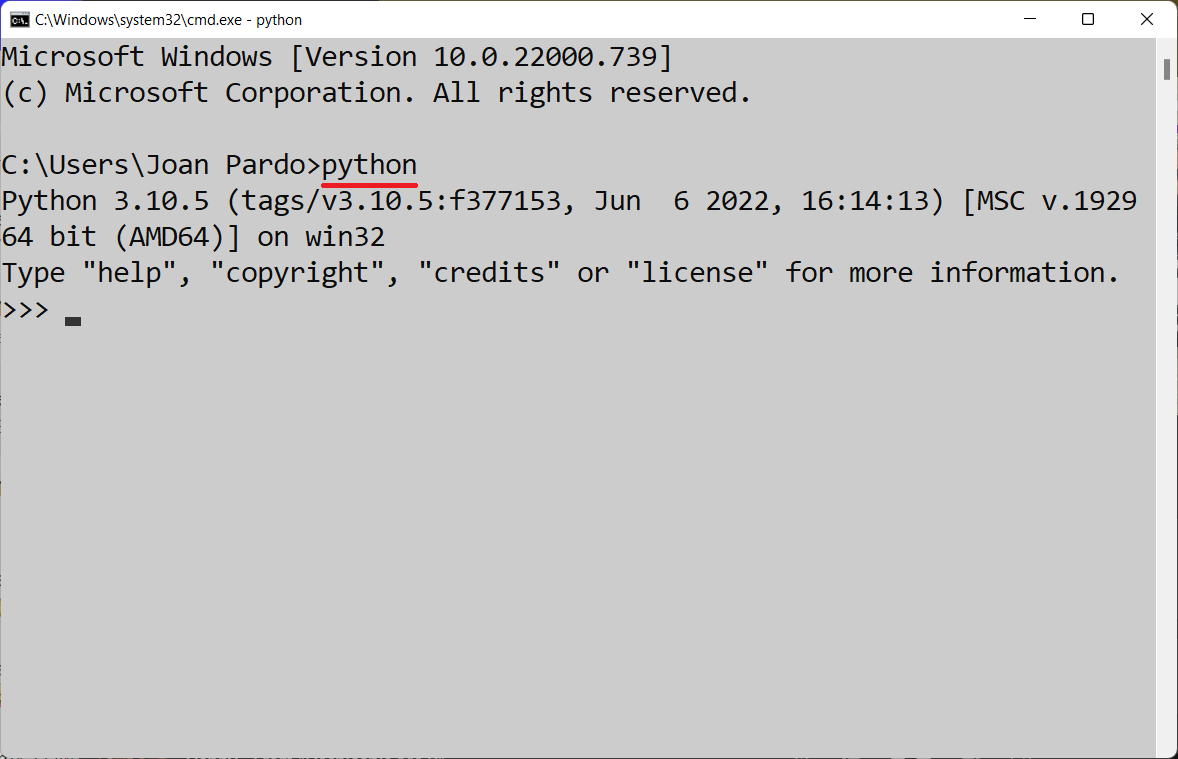 C:\Windows\system32\cmd.exe - python
Microsoft Windows [Version 10.0.22000.739]
(c) Microsoft Corporation. All rights reserved.
C:\Users\Joan Pardo>python
Python 3.10.5 (tags/v3.10.5:f377153, Jun  6 2022, 16:14:13) [MSC v.1929
64 bit (AMD64)] on win32
Type "help", "copyright", "credits" or "license" for more information.
>>>